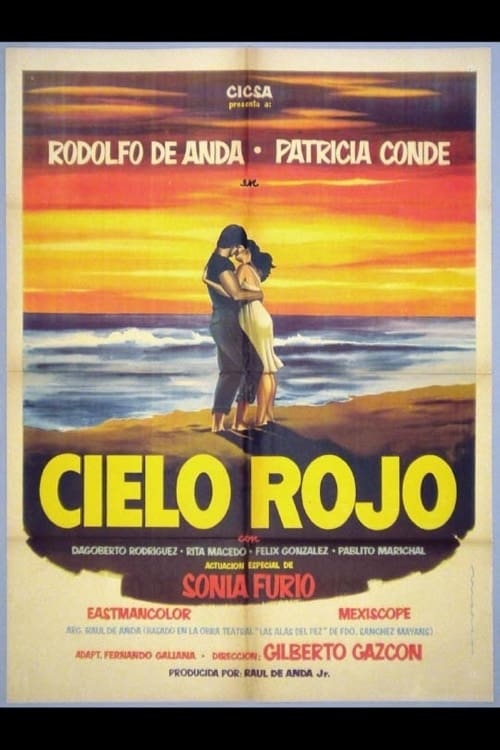 CICSA
presenta a:
RODOLFO DE ANDA • PATRICIA CONDE
en
CIELO ROJO
con
DAGOBERTO RODRIGUEZ • RITA MACEDO • FELIX GONZALEZ • PABLITO MARICHAL
ACTUACION ESPECIAL DE
SONIA FURIO
EASTMANCOLOR MEXISCOPE
ARG. RAUL DE ANDA (BASADO EN LA OBRA TEATRAL "LAS ALAS DEL PEZ" DE FDO. SANCHEZ MAYANS)
ADAPT. FERNANDO GALIANA • DIRECCION: GILBERTO GAZCON
PRODUCIDA POR: RAUL DE ANDA Jr.